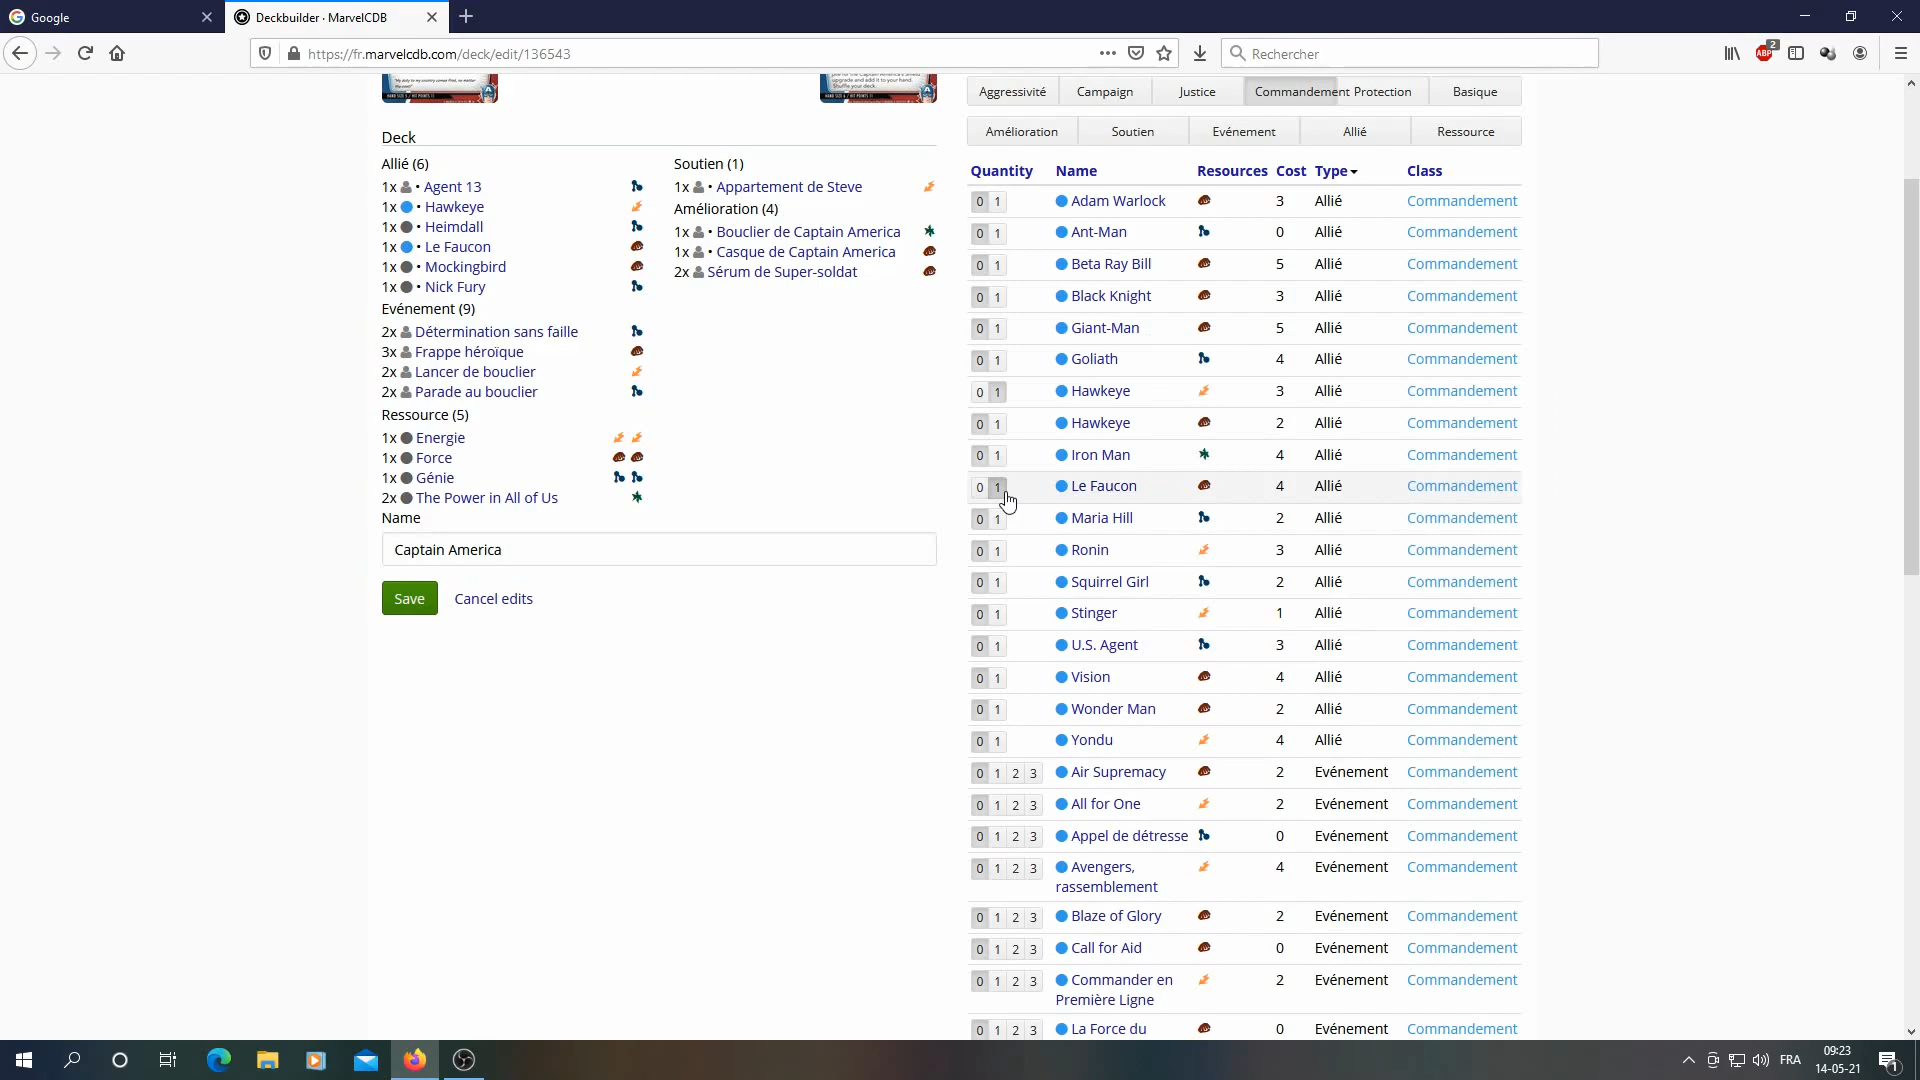 Google
Deckbuilder · MarvelCDB
https://fr.marvelcdb.com/deck/edit/136543
Rechercher
ABP
2
upgrade and add it to your hand.
Shuffle your deck.
Aggressivité
Campaign
Justice
Commandement
Protection
Basique
Amélioration
Soutien
Evénement
Allié
Ressource
Deck
Allié (6)
1x • Agent 13
1x • Hawkeye
1x • Heimdall
1x • Le Faucon
1x • Mockingbird
1x • Nick Fury
Evénement (9)
2x Détermination sans faille
3x Frappe héroïque
2x Lancer de bouclier
2x Parade au bouclier
Ressource (5)
1x Energie
1x Force
1x Génie
2x The Power in All of Us
Soutien (1)
1x • Appartement de Steve
Amélioration (4)
1x • Bouclier de Captain America
1x • Casque de Captain America
2x Sérum de Super-soldat
Name
Captain America
Save
Cancel edits
Quantity Name Resources Cost Type Class
0 1 Adam Warlock 3 Allié Commandement
0 1 Ant-Man 0 Allié Commandement
0 1 Beta Ray Bill 5 Allié Commandement
0 1 Black Knight 3 Allié Commandement
0 1 Giant-Man 5 Allié Commandement
0 1 Goliath 4 Allié Commandement
0 1 Hawkeye 3 Allié Commandement
0 1 Hawkeye 2 Allié Commandement
0 1 Iron Man 4 Allié Commandement
0 1 Le Faucon 4 Allié Commandement
0 1 Maria Hill 2 Allié Commandement
0 1 Ronin 3 Allié Commandement
0 1 Squirrel Girl 2 Allié Commandement
0 1 Stinger 1 Allié Commandement
0 1 U.S. Agent 3 Allié Commandement
0 1 Vision 4 Allié Commandement
0 1 Wonder Man 2 Allié Commandement
0 1 Yondu 4 Allié Commandement
0 1 2 3 Air Supremacy 2 Evénement Commandement
0 1 2 3 All for One 2 Evénement Commandement
0 1 2 3 Appel de détresse 0 Evénement Commandement
0 1 2 3 Avengers, 4 Evénement Commandement
rassemblement
0 1 2 3 Blaze of Glory 2 Evénement Commandement
0 1 2 3 Call for Aid 0 Evénement Commandement
0 1 2 3 Commander en 2 Evénement Commandement
Première Ligne
0 1 2 3 La Force du 0 Evénement Commandement
FRA
09:23
14-05-21
1